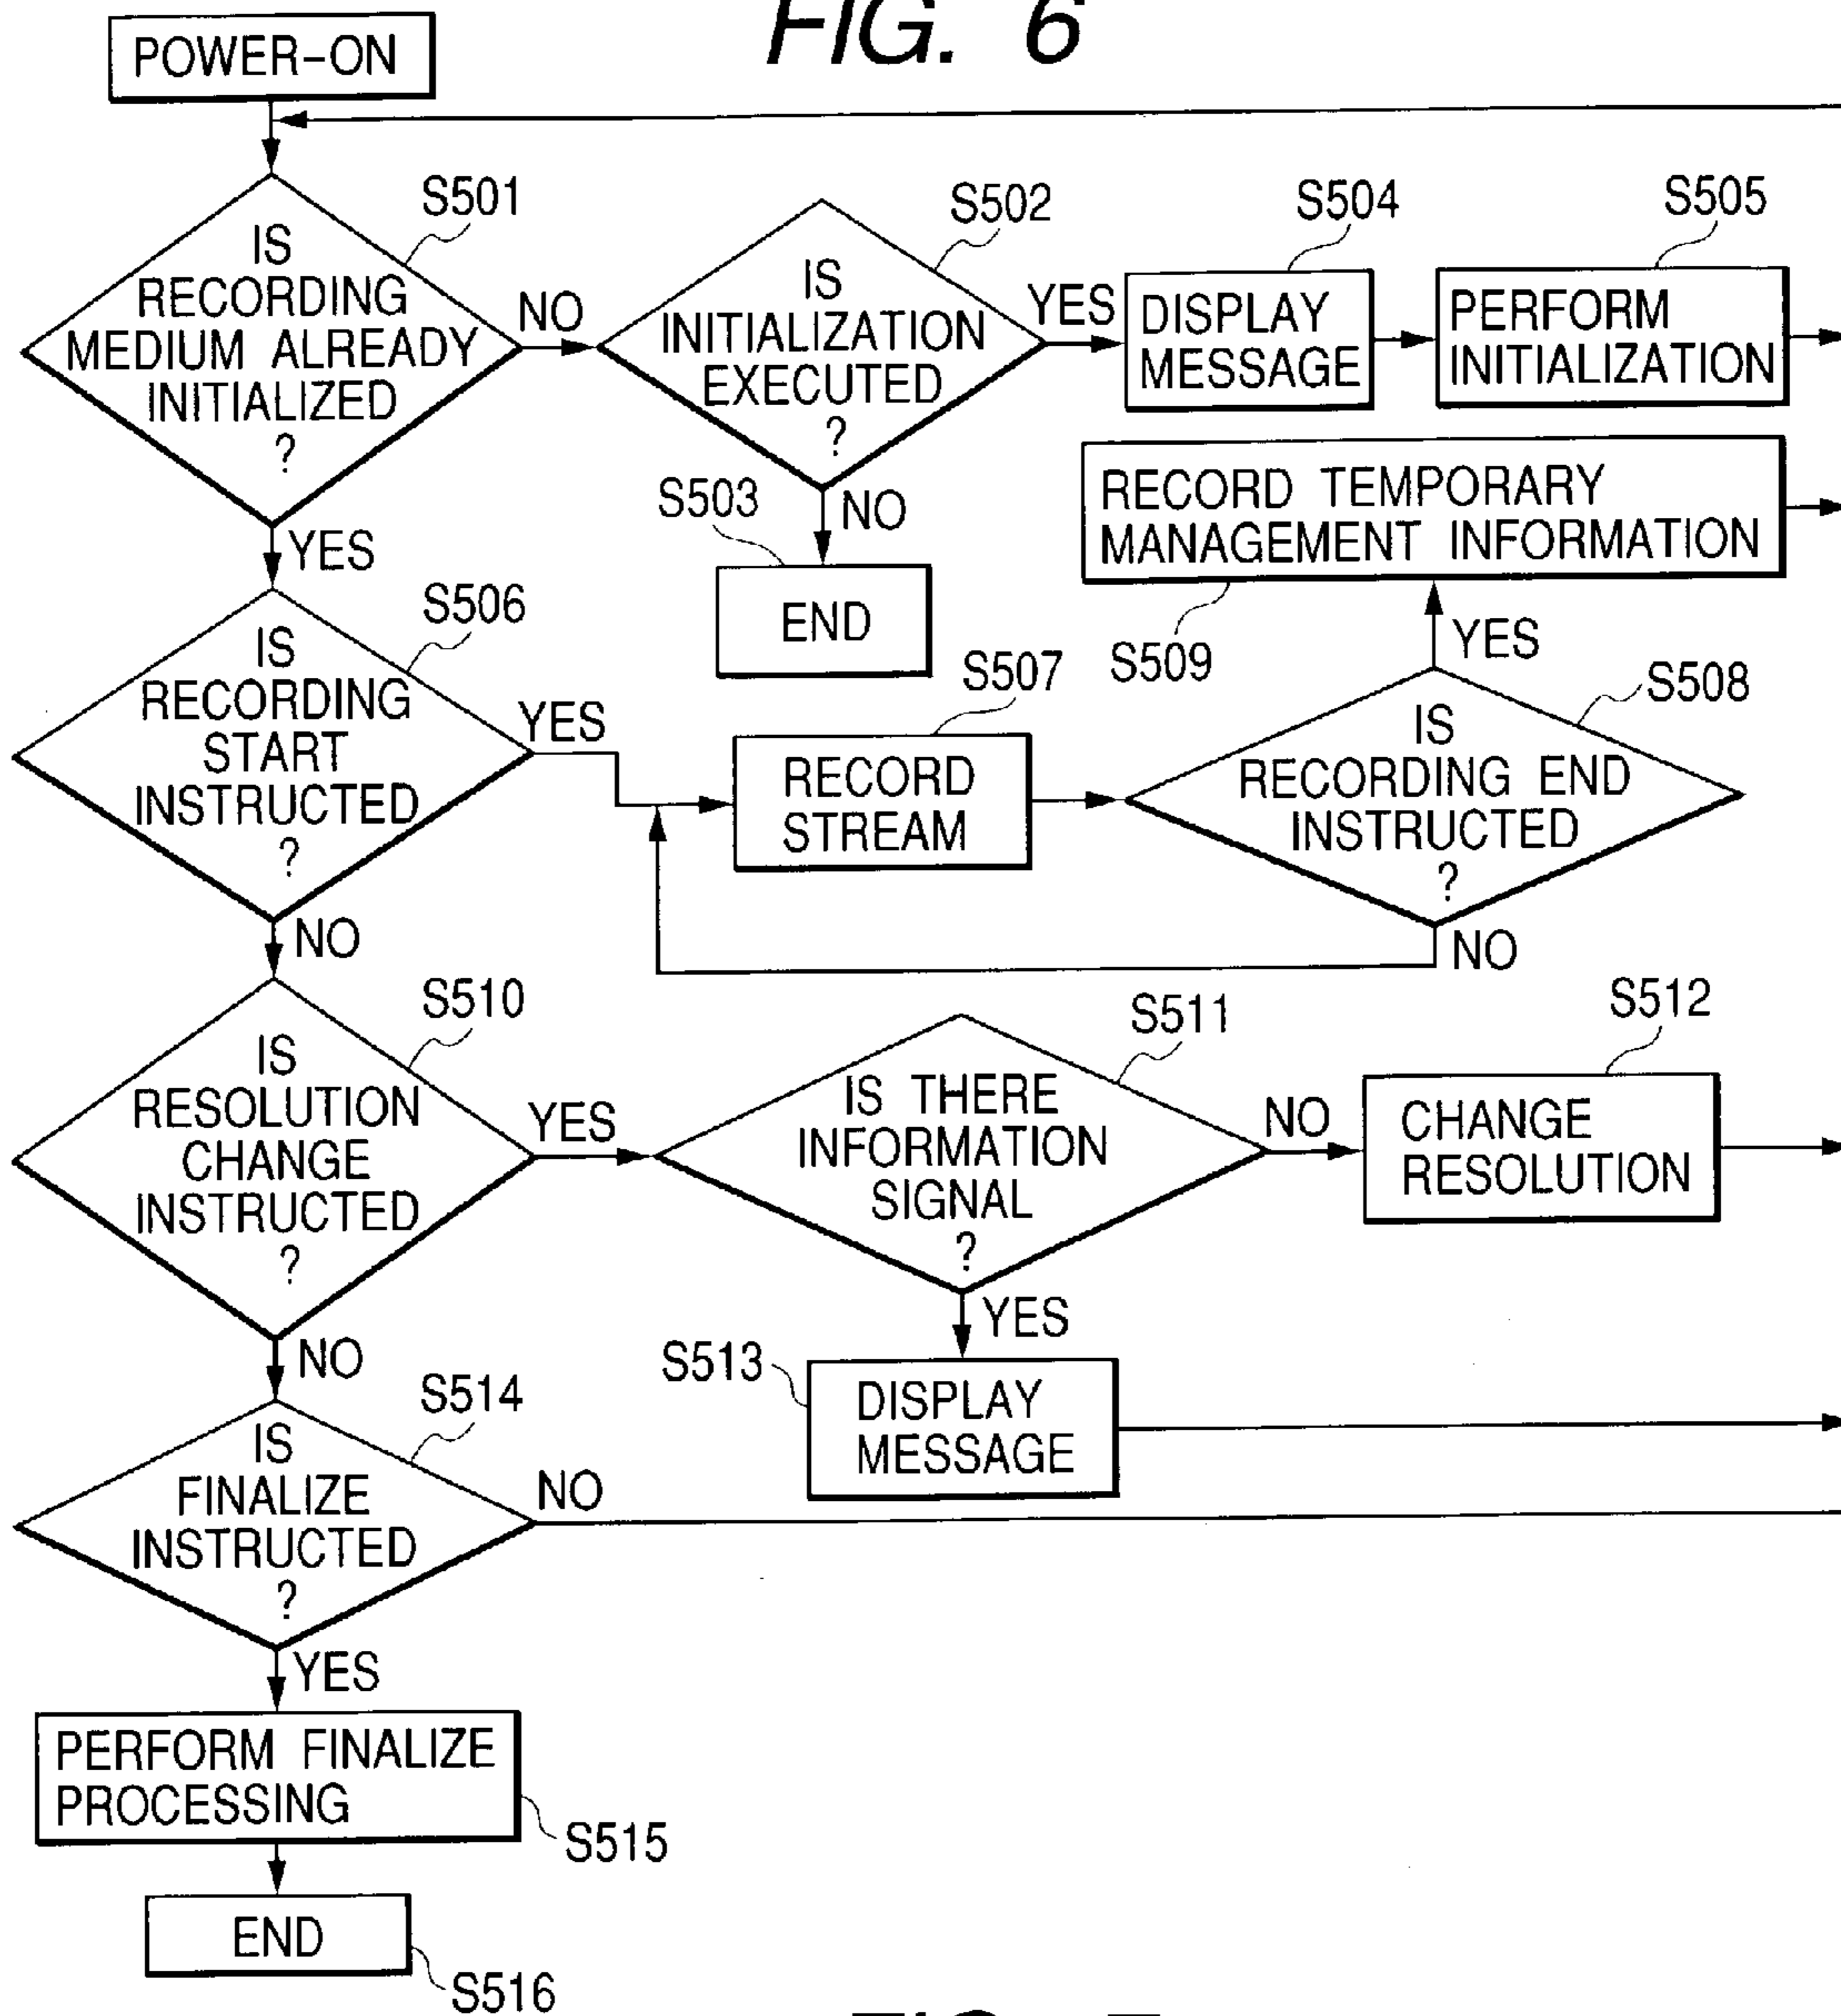 FIG. 6
POWER-ON
S501
IS
RECORDING
MEDIUM ALREADY
INITIALIZED
?
NO
YES
S502
IS
INITIALIZATION
EXECUTED
?
YES
NO
S503
END
S504
DISPLAY
MESSAGE
S505
PERFORM
INITIALIZATION
S506
IS
RECORDING
START
INSTRUCTED
?
YES
NO
S507
RECORD
STREAM
S508
IS
RECORDING END
INSTRUCTED
?
YES
NO
S509
RECORD TEMPORARY
MANAGEMENT INFORMATION
S510
IS
RESOLUTION
CHANGE
INSTRUCTED
?
YES
NO
S511
IS THERE
INFORMATION
SIGNAL
?
NO
YES
S512
CHANGE
RESOLUTION
S513
DISPLAY
MESSAGE
S514
IS
FINALIZE
INSTRUCTED
?
NO
YES
PERFORM FINALIZE
PROCESSING
S515
END
S516